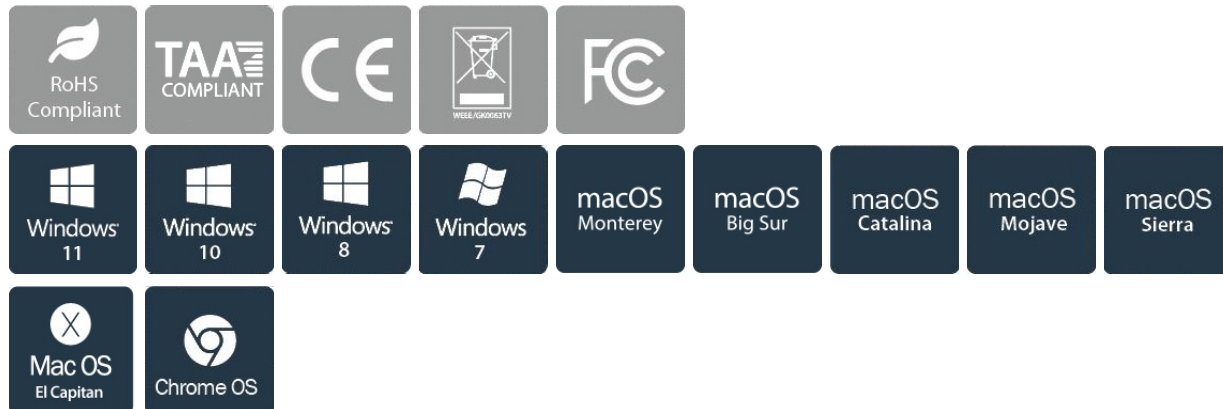 RoHS
Compliant
TAA
COMPLIANT
CE
WEEE/GK0063TV
FC
Windows
11
Windows
10
Windows
8
Windows
7
macOS
Monterey
macOS
Big Sur
macOS
Catalina
macOS
Mojave
macOS
Sierra
X
Mac OS
El Capitan
Chrome OS